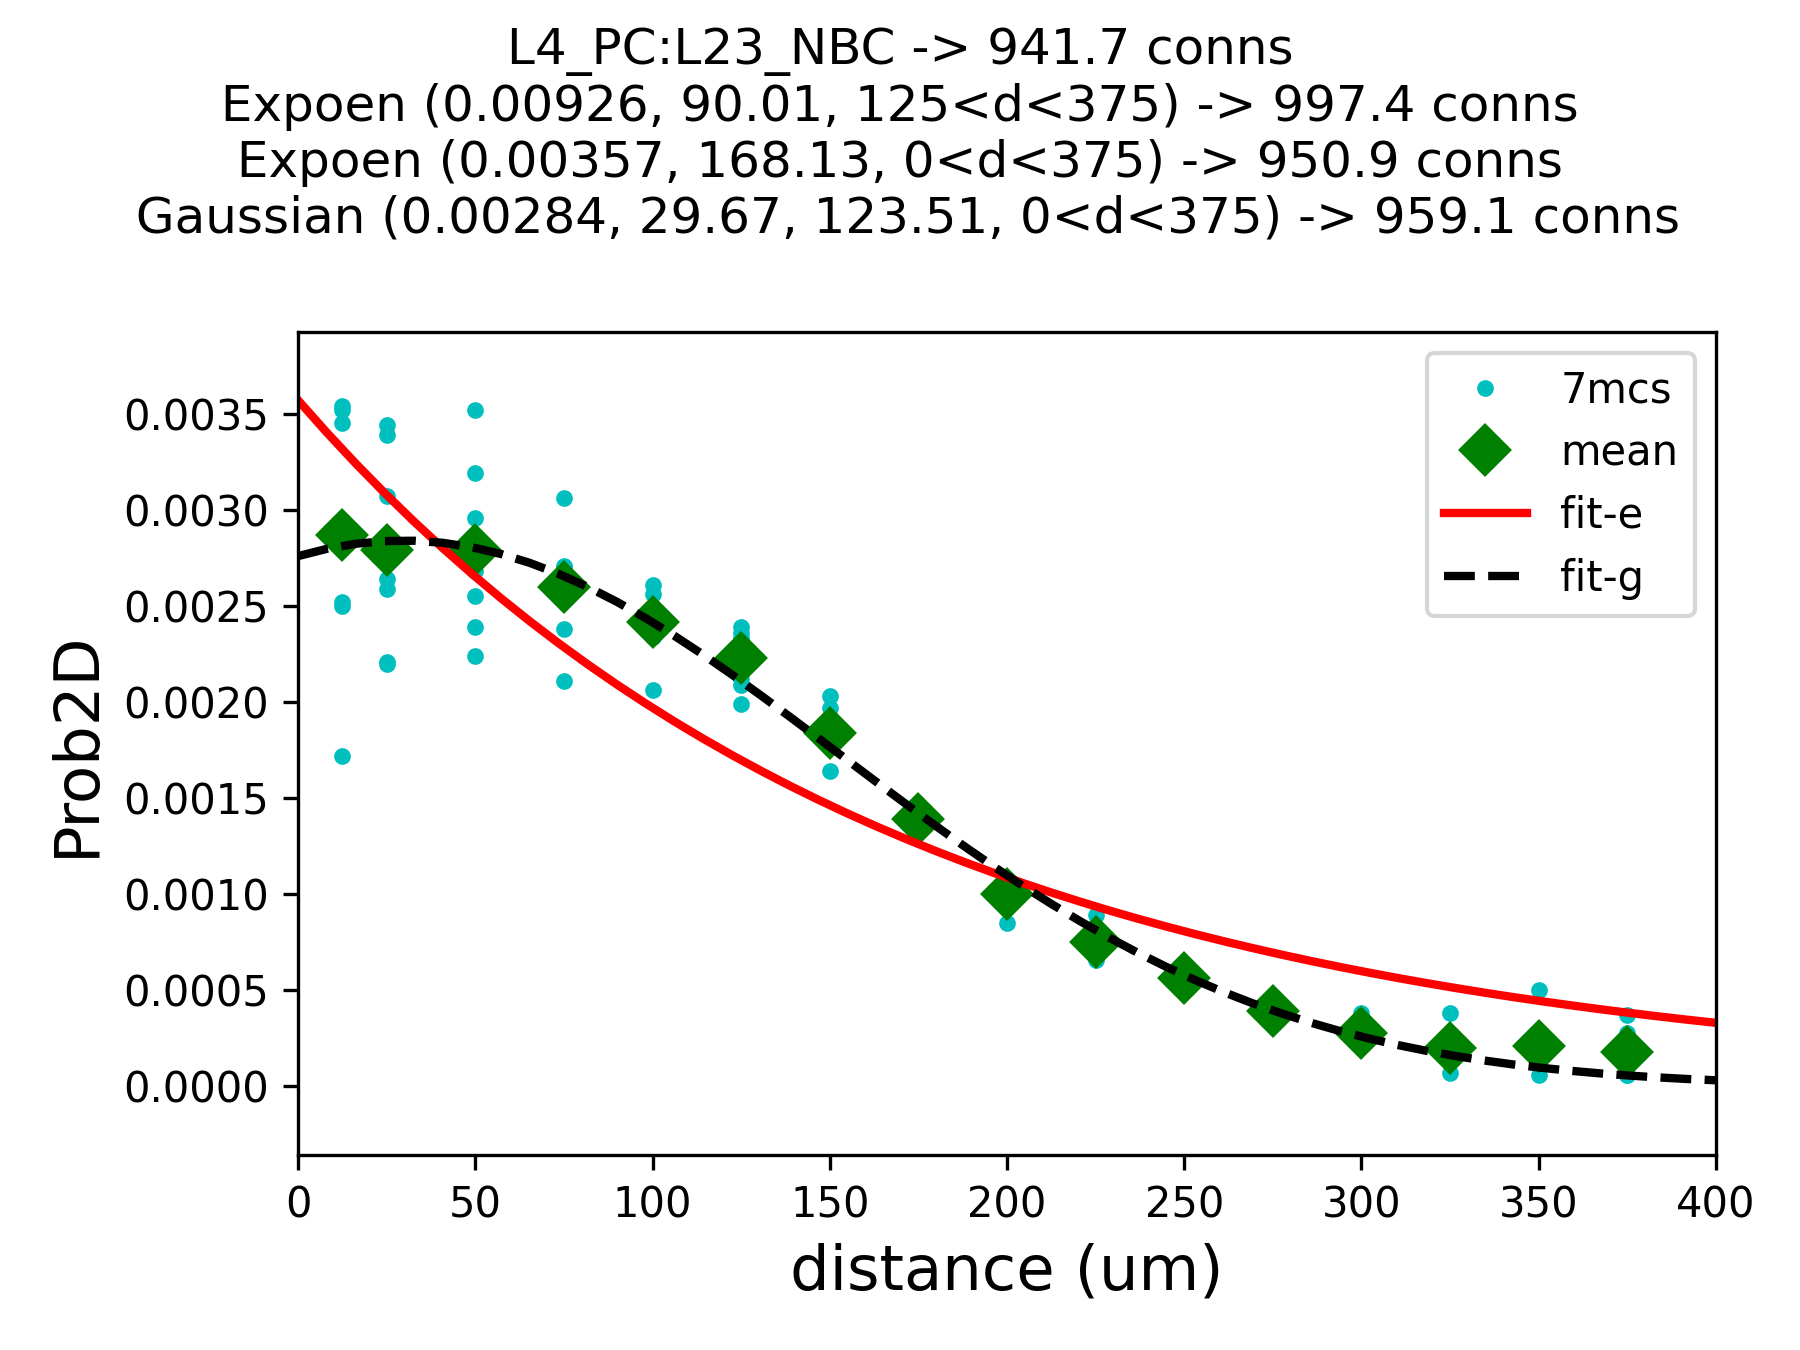 L4_PC:L23_NBC -> 941.7 conns
Expoen (0.00926, 90.01, 125<d<375) -> 997.4 conns
Expoen (0.00357, 168.13, 0<d<375) -> 950.9 conns
Gaussian (0.00284, 29.67, 123.51, 0<d<375) -> 959.1 conns
7mcs
mean
fit-e
fit-g
Prob2D
0.0035
0.0030
0.0025
0.0020
0.0015
0.0010
0.0005
0.0000
0 50 100 150 200 250 300 350 400
distance (um)